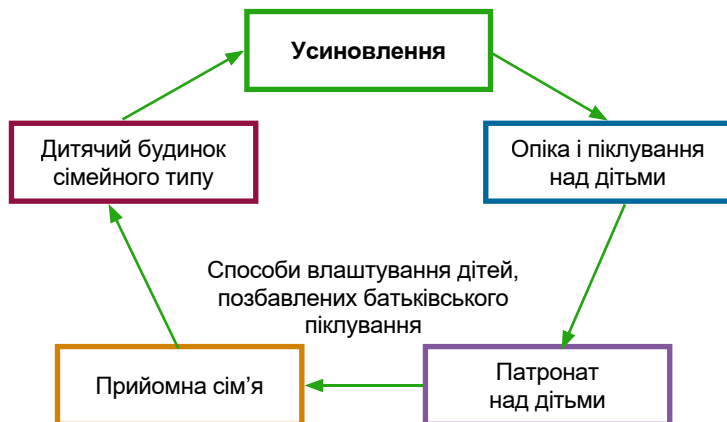 Усиновлення
Дитячий будинок
сімейного типу
Опіка і піклування
над дітьми
Способи влаштування дітей,
позбавлених батьківського
піклування
Прийомна сім’я
Патронат
над дітьми